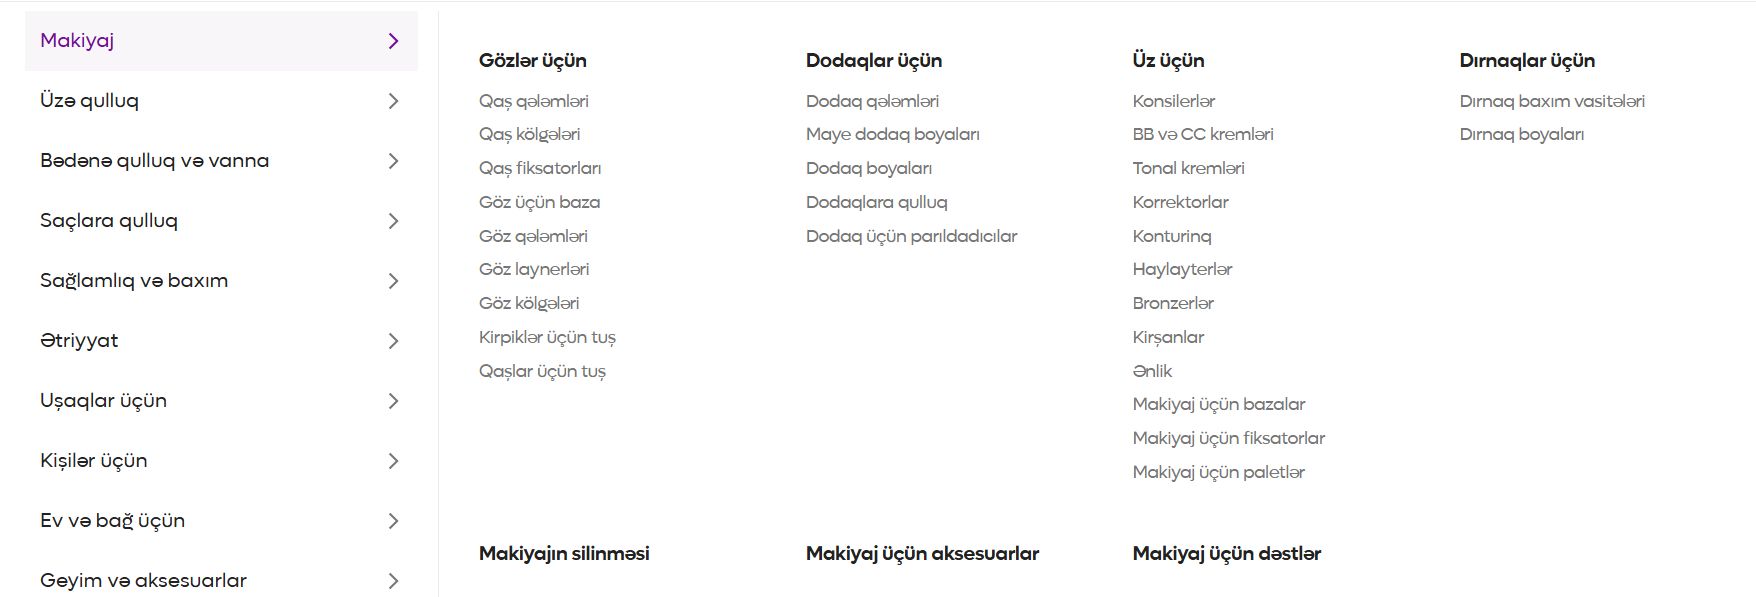 Makiyaj
Üzə qulluq
Bədənə qulluq və vanna
Saçlara qulluq
Sağlamlıq və baxım
Ətriyyat
Uşaqlar üçün
Kişilər üçün
Ev və bağ üçün
Geyim və aksesuarlar
Gözlər üçün
Qaş qələmləri
Qaş kölgələri
Qaş fiksatorları
Göz üçün baza
Göz qələmləri
Göz laynerləri
Göz kölgələri
Kirpiklər üçün tuş
Qaşlar üçün tuş
Dodaqlar üçün
Dodaq qələmləri
Maye dodaq boyaları
Dodaq boyaları
Dodaqlara qulluq
Dodaq üçün parıldadıcılar
Üz üçün
Konsilerlər
BB və CC kremləri
Tonal kremləri
Korrektorlar
Konturinq
Haylayterlər
Bronzerlər
Kirşanlar
Ənlik
Makiyaj üçün bazalar
Makiyaj üçün fiksatorlar
Makiyaj üçün paletlər
Dırnaqlar üçün
Dırnaq baxım vasitələri
Dırnaq boyaları
Makiyajın silinməsi
Makiyaj üçün aksesuarlar
Makiyaj üçün dəstlər